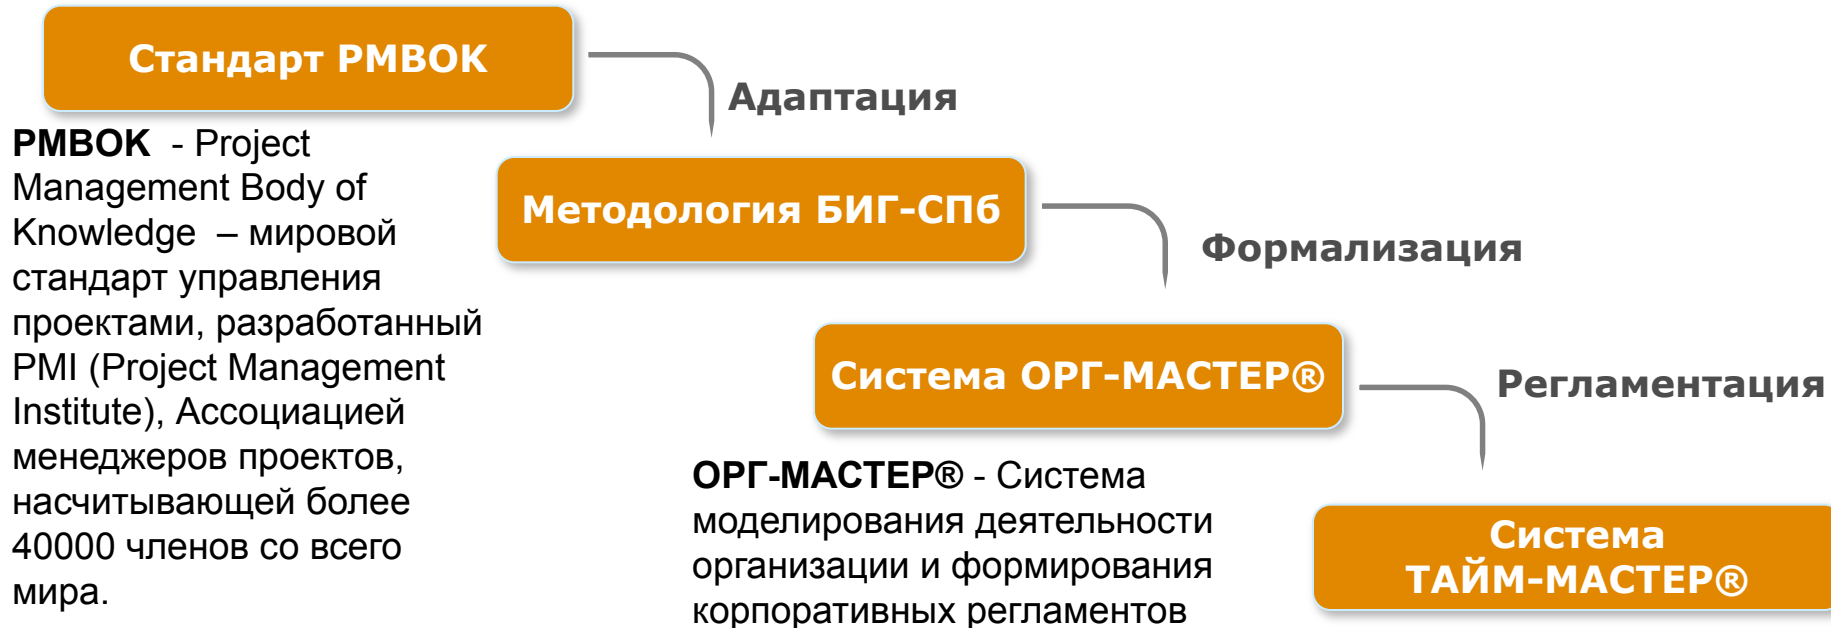 Стандарт PMBOK
Адаптация
PMBOK - Project
Management Body of
Knowledge – мировой
стандарт управления
проектами, разработанный
PMI (Project Management
Institute), Ассоциацией
менеджеров проектов,
насчитывающей более
40000 членов со всего
мира.
Методология БИГ-СПб
Формализация
Система ОРГ-МАСТЕР®
Регламентация
ОРГ-МАСТЕР® - Система
моделирования деятельности
организации и формирования
корпоративных регламентов
Система
ТАЙМ-МАСТЕР®